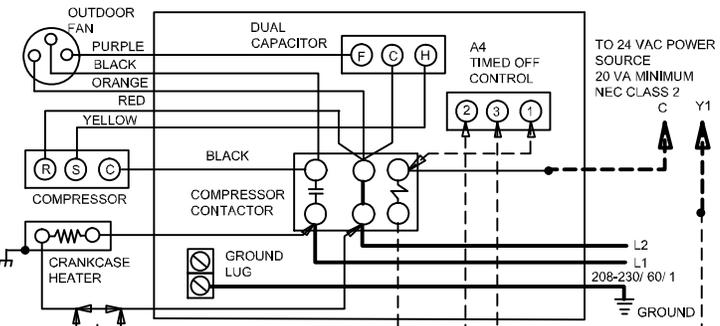 OUTDOOR
FAN
PURPLE
BLACK
ORANGE
RED
YELLOW
DUAL
CAPACITOR
F C H
A4
TIMED OFF
CONTROL
2 3 1
TO 24 VAC POWER
SOURCE
20 VA MINIMUM
NEC CLASS 2
C Y1
R S C
COMPRESSOR
BLACK
COMPRESSOR
CONTACTOR
CRANKCASE
HEATER
GROUND
LUG
L2
L1
208-230/ 60/ 1
GROUND